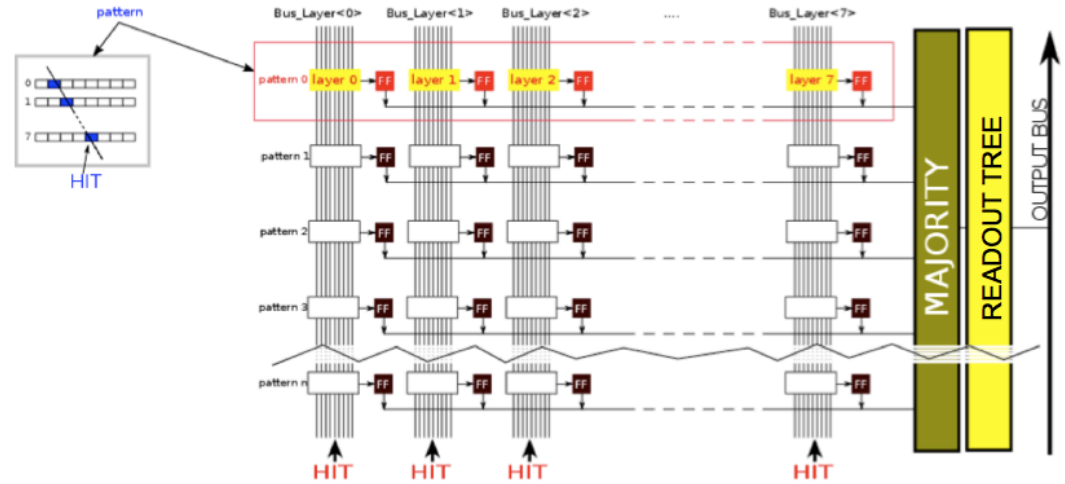 pattern
0
1
7
HIT
Bus_Layer<0> Bus_Layer<1> Bus_Layer<2> .... Bus_Layer<7>
pattern 0 layer 0 FF layer 1 FF layer 2 FF layer 7 FF
pattern 1 FF FF FF FF
pattern 2 FF FF FF FF
pattern 3 FF FF FF FF
pattern n FF FF FF FF
HIT HIT HIT HIT
MAJORITY
READOUT TREE
OUTPUT BUS